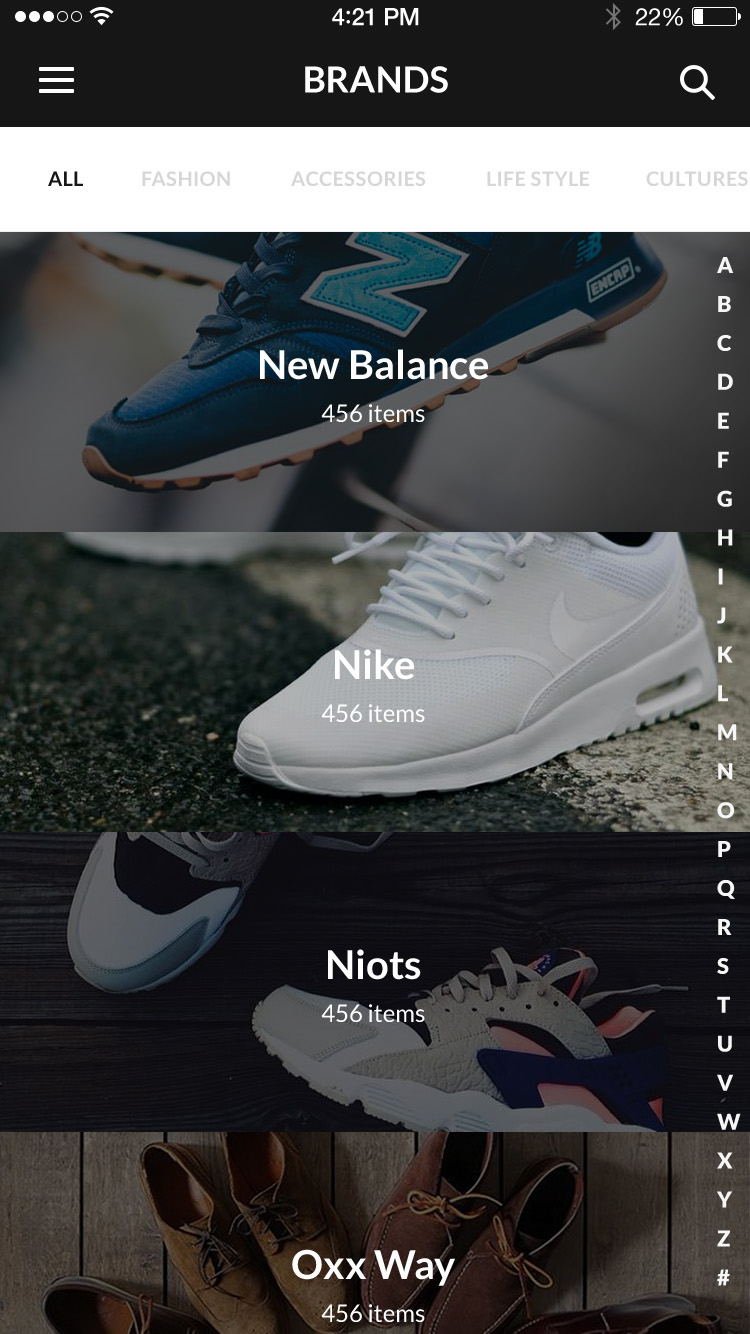 4:21 PM 22%
BRANDS
ALL FASHION ACCESSORIES LIFE STYLE CULTURES
N
ENCAP
New Balance
456 items
Nike
456 items
Niots
456 items
Oxx Way
456 items
A
B
C
D
E
F
G
H
I
J
K
L
M
N
O
P
Q
R
S
T
U
V
W
X
Y
Z
#